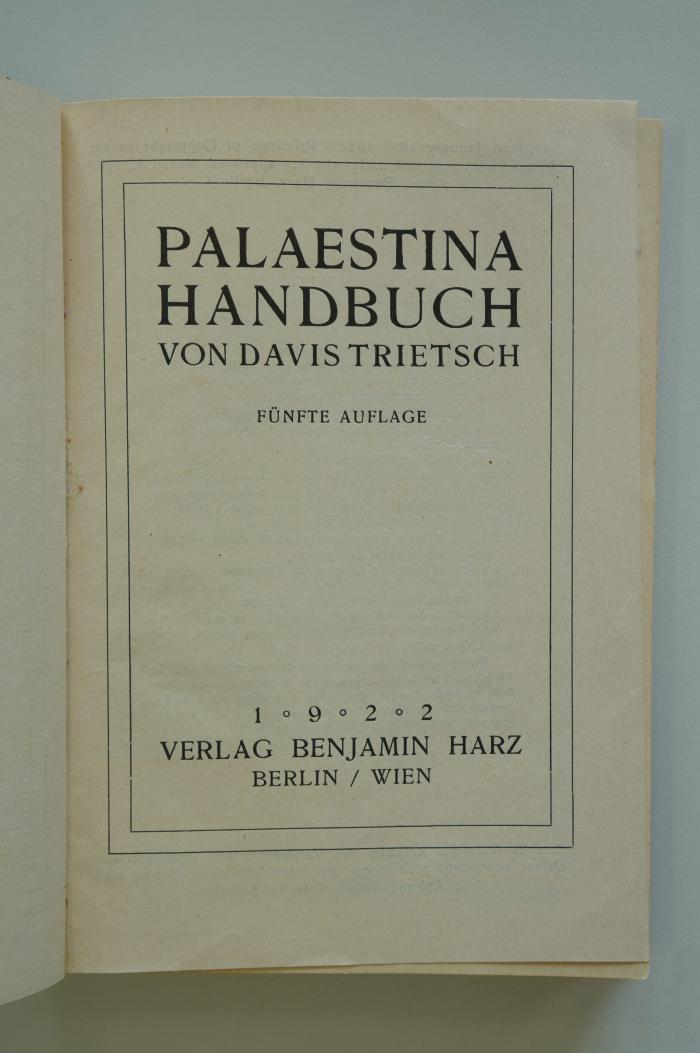 PALAESTINA
HANDBUCH
VON DAVIS TRIETSCH
FÜNFTE AUFLAGE
1 ∘ 9 ∘ 2 ∘ 2
VERLAG BENJAMIN HARZ
BERLIN / WIEN